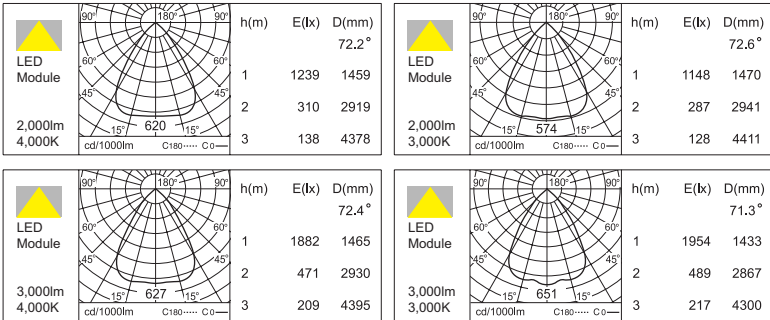 90° 180° 90°
60° 60°
45° 45°
15° 15°
620
cd/1000lm C180 ····· C 0 —
LED
Module
2,000lm
4,000K
h(m) E(lx) D(mm)
72.2°
1 1239 1459
2 310 2919
3 138 4378
90° 180° 90°
60° 60°
45° 45°
15° 15°
574
cd/1000lm C180 ····· C 0 —
LED
Module
2,000lm
3,000K
h(m) E(lx) D(mm)
72.6°
1 1148 1470
2 287 2941
3 128 4411
90° 180° 90°
60° 60°
45° 45°
15° 15°
627
cd/1000lm C180 ····· C 0 —
LED
Module
3,000lm
4,000K
h(m) E(lx) D(mm)
72.4°
1 1882 1465
2 471 2930
3 209 4395
90° 180° 90°
60° 60°
45° 45°
15° 15°
651
cd/1000lm C180 ····· C 0 —
LED
Module
3,000lm
3,000K
h(m) E(lx) D(mm)
71.3°
1 1954 1433
2 489 2867
3 217 4300